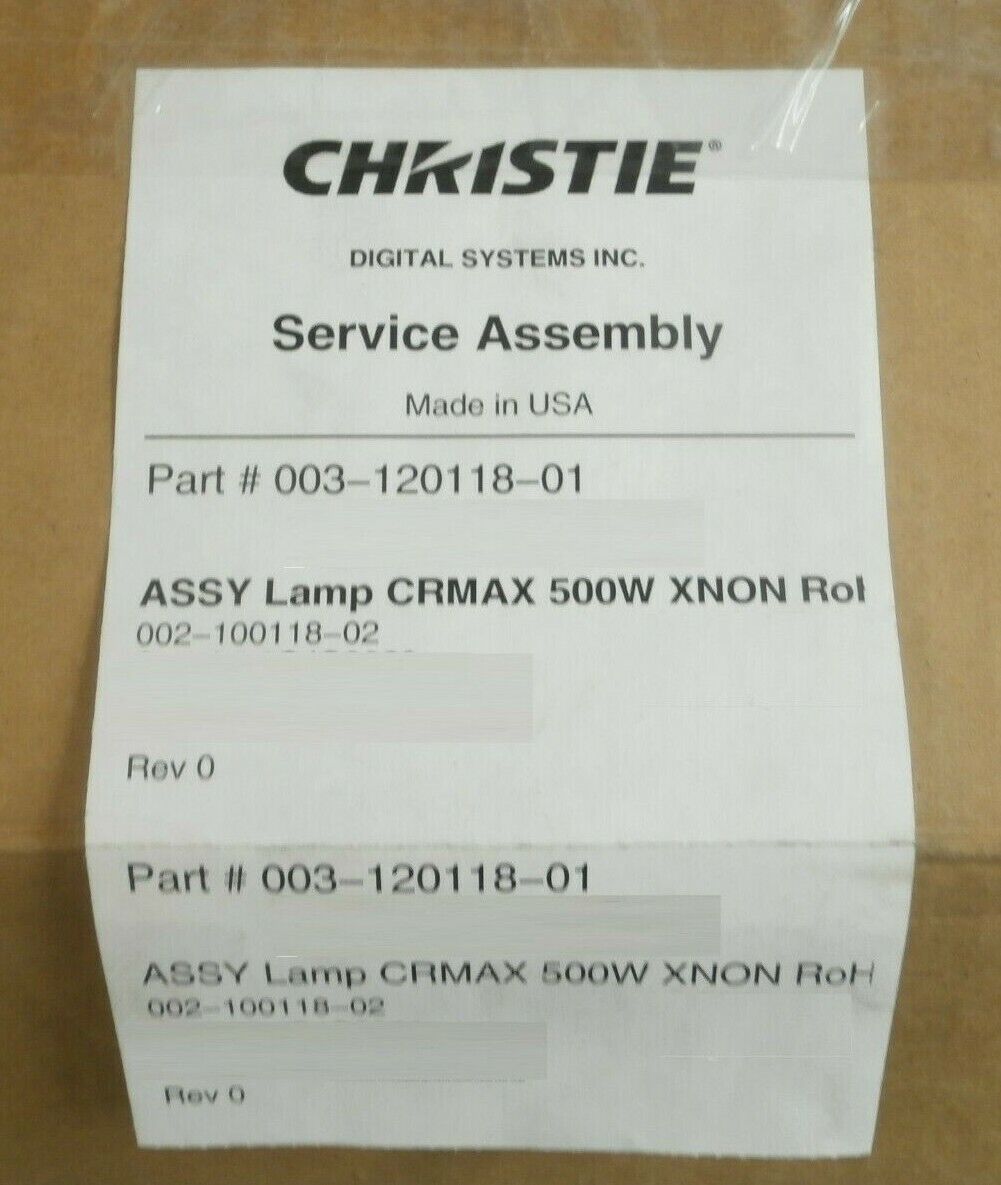 CHRISTIE®
DIGITAL SYSTEMS INC.
Service Assembly
Made in USA
Part # 003-120118-01
ASSY Lamp CRMAX 500W XNON RoH
002-100118-02
Rev 0
Part # 003-120118-01
ASSY Lamp CRMAX 500W XNON RoH
002-100118-02
Rev 0